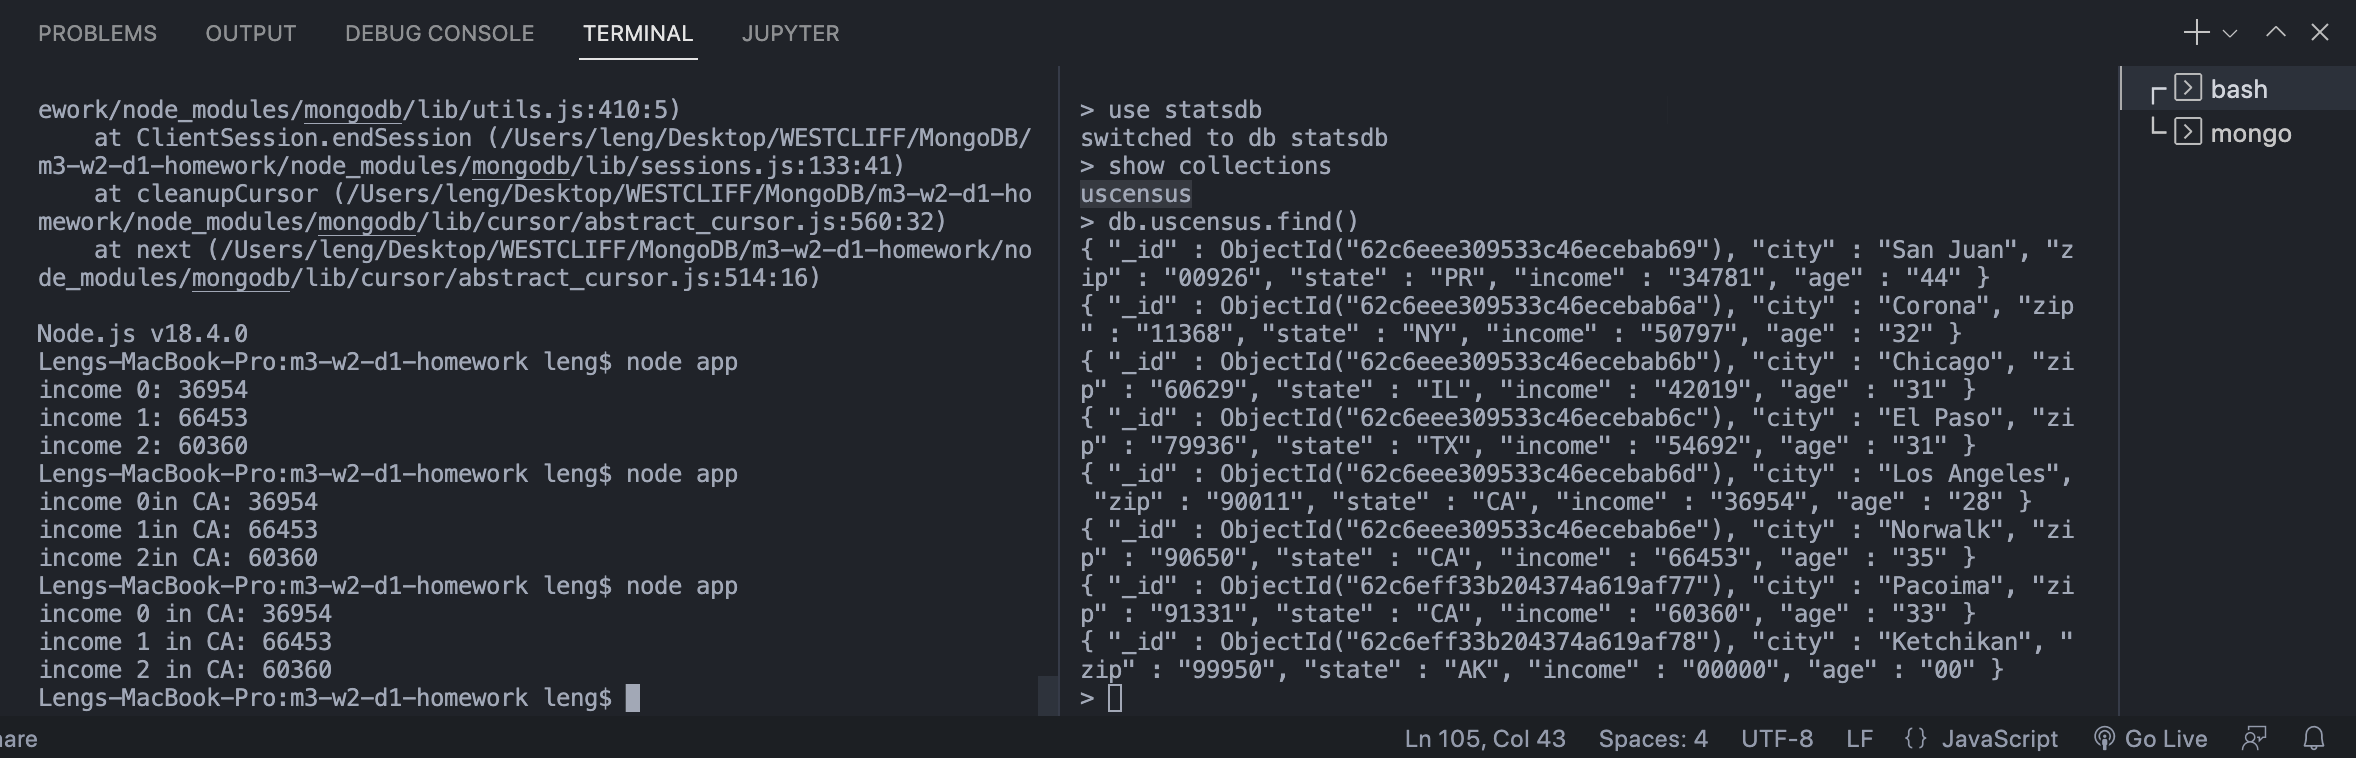 PROBLEMS OUTPUT DEBUG CONSOLE TERMINAL JUPYTER
ework/node_modules/mongodb/lib/utils.js:410:5)
    at ClientSession.endSession (/Users/leng/Desktop/WESTCLIFF/MongoDB/
m3-w2-d1-homework/node_modules/mongodb/lib/sessions.js:133:41)
    at cleanupCursor (/Users/leng/Desktop/WESTCLIFF/MongoDB/m3-w2-d1-ho
mework/node_modules/mongodb/lib/cursor/abstract_cursor.js:560:32)
    at next (/Users/leng/Desktop/WESTCLIFF/MongoDB/m3-w2-d1-homework/no
de_modules/mongodb/lib/cursor/abstract_cursor.js:514:16)
Node.js v18.4.0
Lengs-MacBook-Pro:m3-w2-d1-homework leng$ node app
income 0: 36954
income 1: 66453
income 2: 60360
Lengs-MacBook-Pro:m3-w2-d1-homework leng$ node app
income 0in CA: 36954
income 1in CA: 66453
income 2in CA: 60360
Lengs-MacBook-Pro:m3-w2-d1-homework leng$ node app
income 0 in CA: 36954
income 1 in CA: 66453
income 2 in CA: 60360
Lengs-MacBook-Pro:m3-w2-d1-homework leng$
> use statsdb
switched to db statsdb
> show collections
uscensus
> db.uscensus.find()
{ "_id" : ObjectId("62c6eee309533c46ecebab69"), "city" : "San Juan", "z
ip" : "00926", "state" : "PR", "income" : "34781", "age" : "44" }
{ "_id" : ObjectId("62c6eee309533c46ecebab6a"), "city" : "Corona", "zip
" : "11368", "state" : "NY", "income" : "50797", "age" : "32" }
{ "_id" : ObjectId("62c6eee309533c46ecebab6b"), "city" : "Chicago", "zi
p" : "60629", "state" : "IL", "income" : "42019", "age" : "31" }
{ "_id" : ObjectId("62c6eee309533c46ecebab6c"), "city" : "El Paso", "zi
p" : "79936", "state" : "TX", "income" : "54692", "age" : "31" }
{ "_id" : ObjectId("62c6eee309533c46ecebab6d"), "city" : "Los Angeles",
 "zip" : "90011", "state" : "CA", "income" : "36954", "age" : "28" }
{ "_id" : ObjectId("62c6eee309533c46ecebab6e"), "city" : "Norwalk", "zi
p" : "90650", "state" : "CA", "income" : "66453", "age" : "35" }
{ "_id" : ObjectId("62c6eff33b204374a619af77"), "city" : "Pacoima", "zi
p" : "91331", "state" : "CA", "income" : "60360", "age" : "33" }
{ "_id" : ObjectId("62c6eff33b204374a619af78"), "city" : "Ketchikan", "
zip" : "99950", "state" : "AK", "income" : "00000", "age" : "00" }
>
bash
mongo
are Ln 105, Col 43 Spaces: 4 UTF-8 LF {} JavaScript Go Live